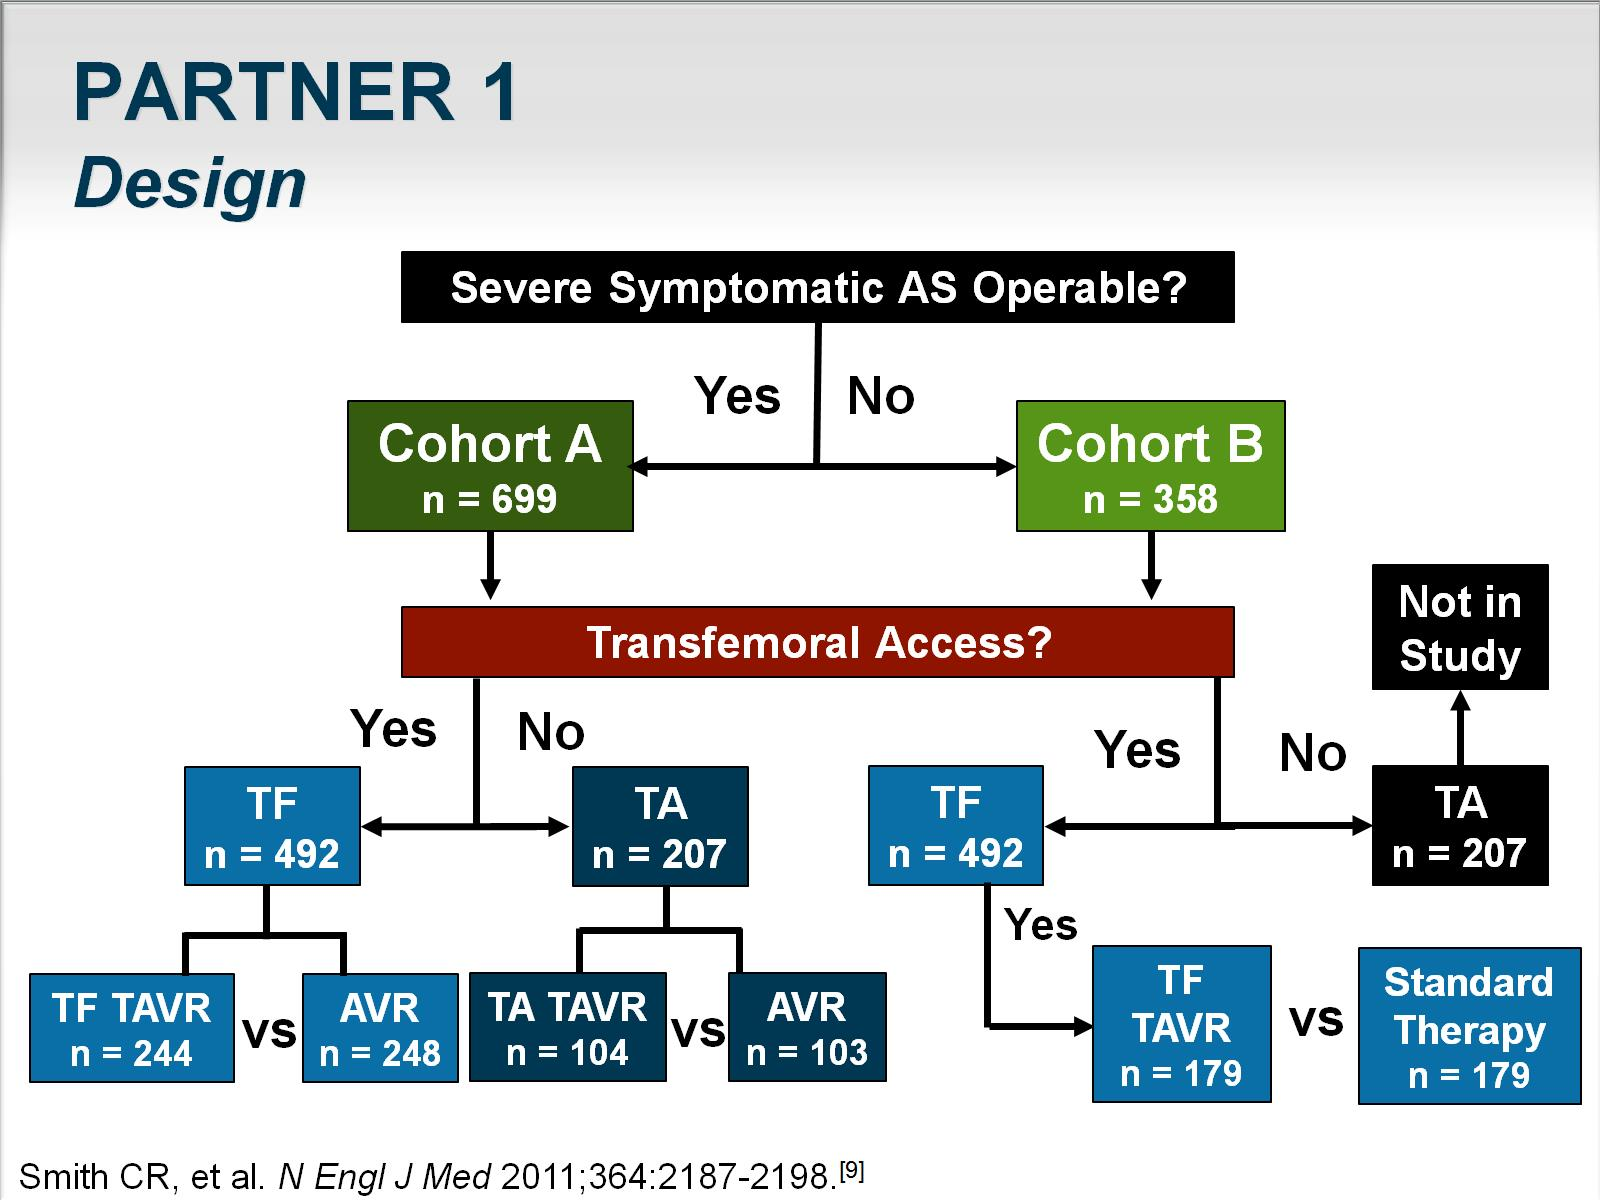 PARTNER 1
Design
Severe Symptomatic AS Operable?
Yes
No
Cohort A
n = 699
Cohort B
n = 358
Transfemoral Access?
Not in
Study
Yes
No
Yes
No
TF
n = 492
TA
n = 207
TF
n = 492
TA
n = 207
Yes
TF TAVR
n = 244
vs
AVR
n = 248
TA TAVR
n = 104
vs
AVR
n = 103
TF
TAVR
n = 179
vs
Standard
Therapy
n = 179
Smith CR, et al. N Engl J Med 2011;364:2187-2198.[9]